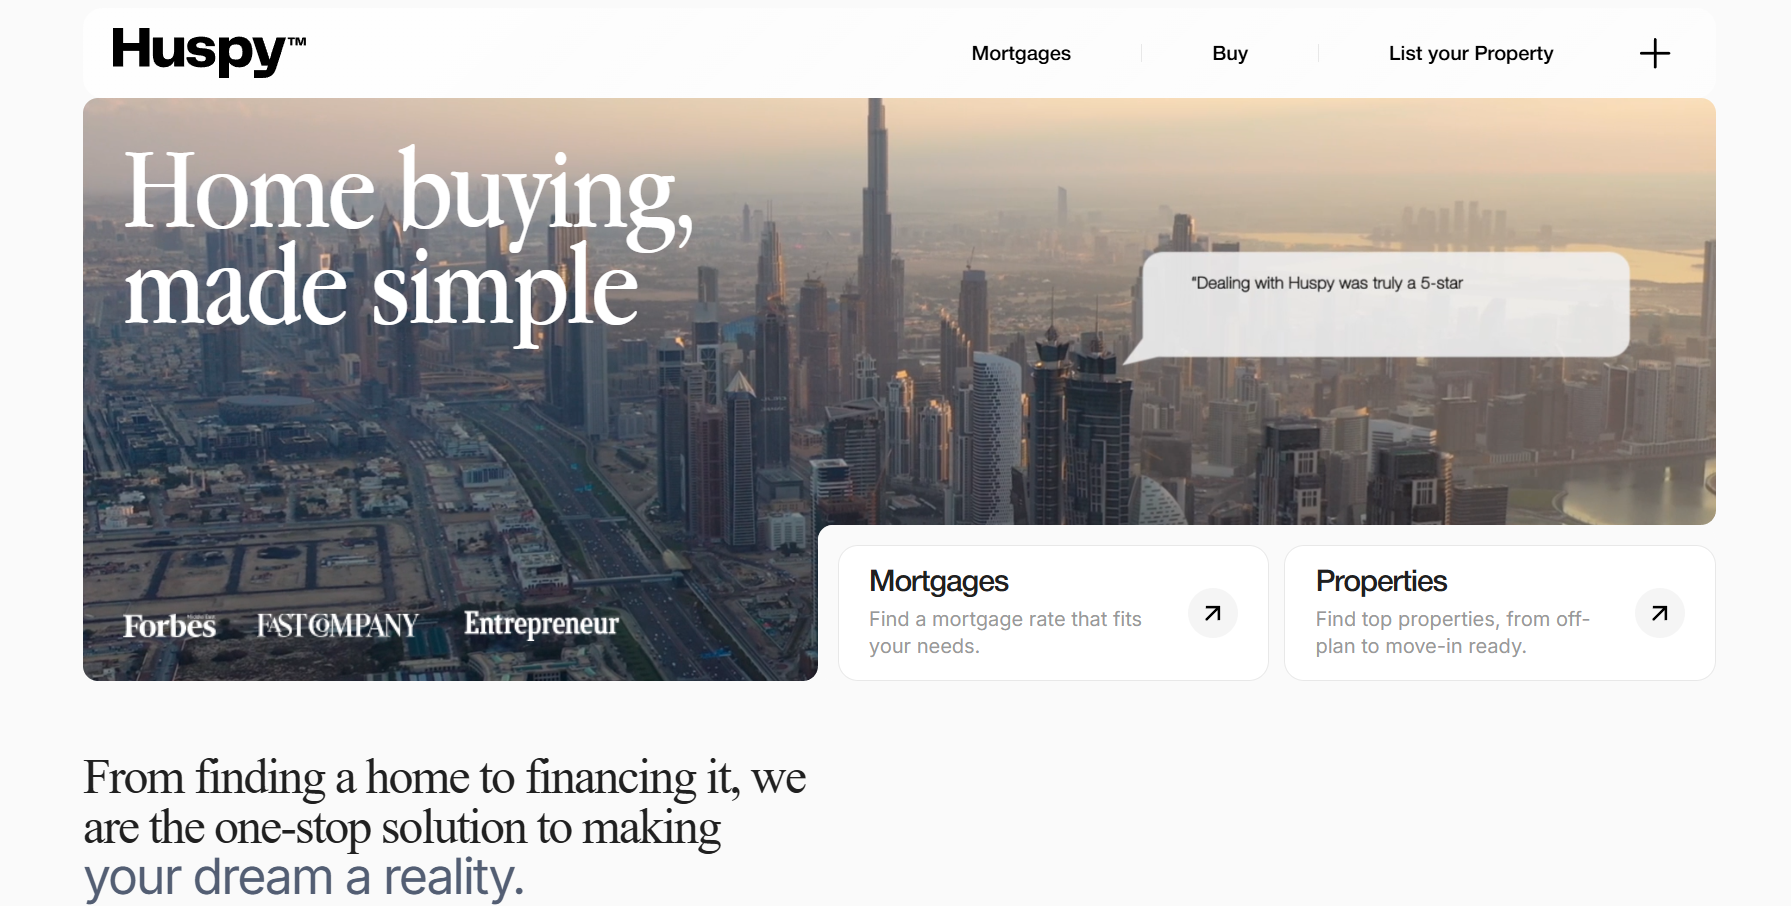 Huspy™
Mortgages
Buy
List your Property
Home buying,
made simple
“Dealing with Huspy was truly a 5-star
Forbes
FAST COMPANY
Entrepreneur
Mortgages
Find a mortgage rate that fits
your needs.
Properties
Find top properties, from off-
plan to move-in ready.
From finding a home to financing it, we
are the one-stop solution to making
your dream a reality.